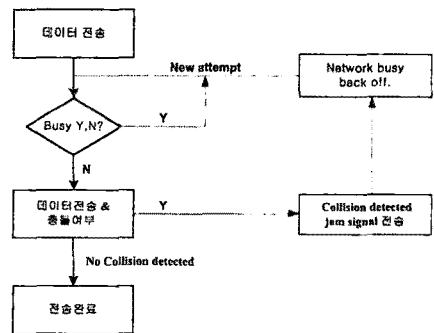 데이터 전송
New attempt
Network busy
back off.
Busy Y,N?
Y
N
데이터전송 &
충돌여부
Y
Collision detected
jam signal 전송
No Collision detected
전송완료